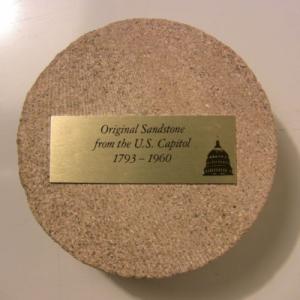 Original Sandstone
from the U.S. Capitol
1793 – 1960